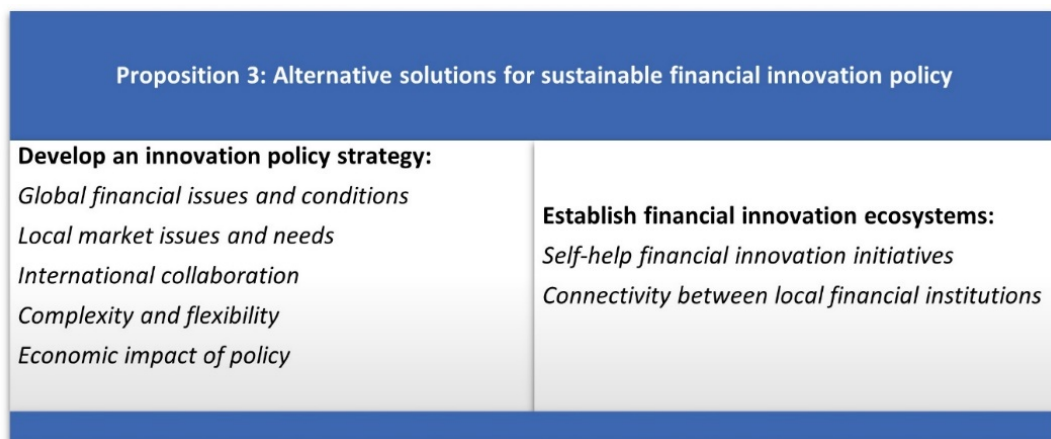 Proposition 3: Alternative solutions for sustainable financial innovation policy
Develop an innovation policy strategy:
Global financial issues and conditions
Local market issues and needs
International collaboration
Complexity and flexibility
Economic impact of policy
Establish financial innovation ecosystems:
Self-help financial innovation initiatives
Connectivity between local financial institutions